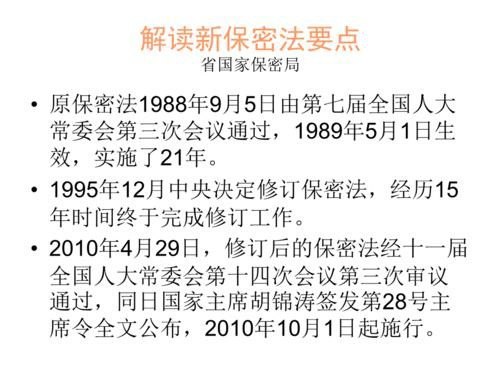 解读新保密法要点
省国家保密局
• 原保密法1988年9月5日由第七届全国人大
常委会第三次会议通过，1989年5月1日生
效，实施了21年。
• 1995年12月中央决定修订保密法，经历15
年时间终于完成修订工作。
• 2010年4月29日，修订后的保密法经十一届
全国人大常委会第十四次会议第三次审议
通过，同日国家主席胡锦涛签发第28号主
席令全文公布，2010年10月1日起施行。